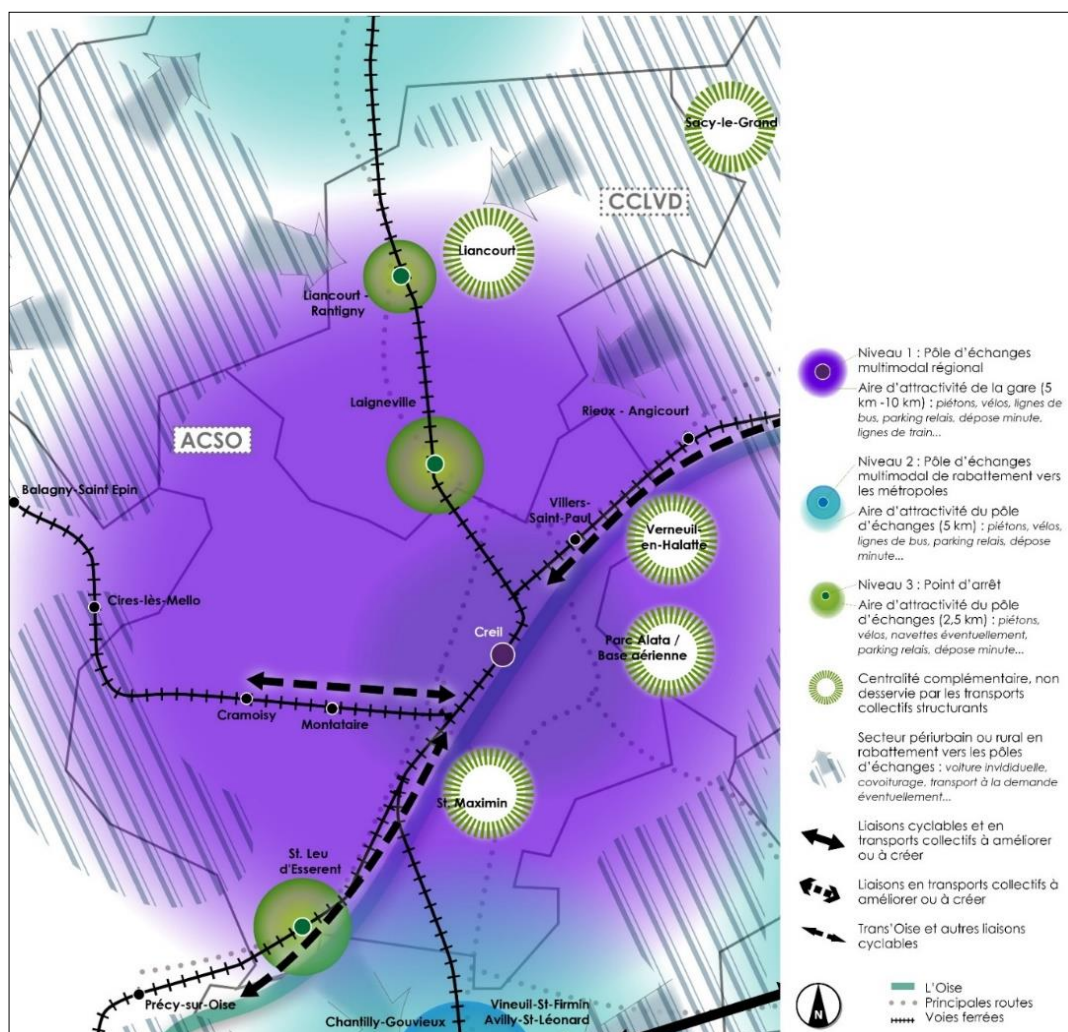 Sacy-le-Grand
CCLVD
Liancourt
Liancourt -
Rantigny
Laigneville
Rieux - Angicourt
ACSO
Balagny-Saint Epin
Villers-
Saint-Paul
Verneuil-
en-Halatte
Cires-lès-Mello
Creil
Parc Alata /
Base aérienne
Cramoisy
Montataire
St. Maximin
St. Leu
d'Esserent
Précy-sur-Oise
Chantilly-Gouvieux
Vineuil-St-Firmin
Avilly-St-Léonard
Niveau 1 : Pôle d'échanges
multimodal régional
Aire d'attractivité de la gare (5
km -10 km) : piétons, vélos, lignes de
bus, parking relais, dépose minute,
lignes de train...
Niveau 2 : Pôle d'échanges
multimodal de rabattement vers
les métropoles
Aire d'attractivité du pôle
d'échanges (5 km) : piétons, vélos,
lignes de bus, parking relais, dépose
minute...
Niveau 3 : Point d'arrêt
Aire d'attractivité du pôle
d'échanges (2,5 km) : piétons,
vélos, navettes éventuellement,
parking relais, dépose minute...
Centralité complémentaire, non
desservie par les transports
collectifs structurants
Secteur périurbain ou rural en
rabattement vers les pôles
d'échanges : voiture invididuelle,
covoiturage, transport à la demande
éventuellement...
Liaisons cyclables et en
transports collectifs à améliorer
ou à créer
Liaisons en transports collectifs à
améliorer ou à créer
Trans'Oise et autres liaisons
cyclables
N
L'Oise
Principales routes
Voies ferrées